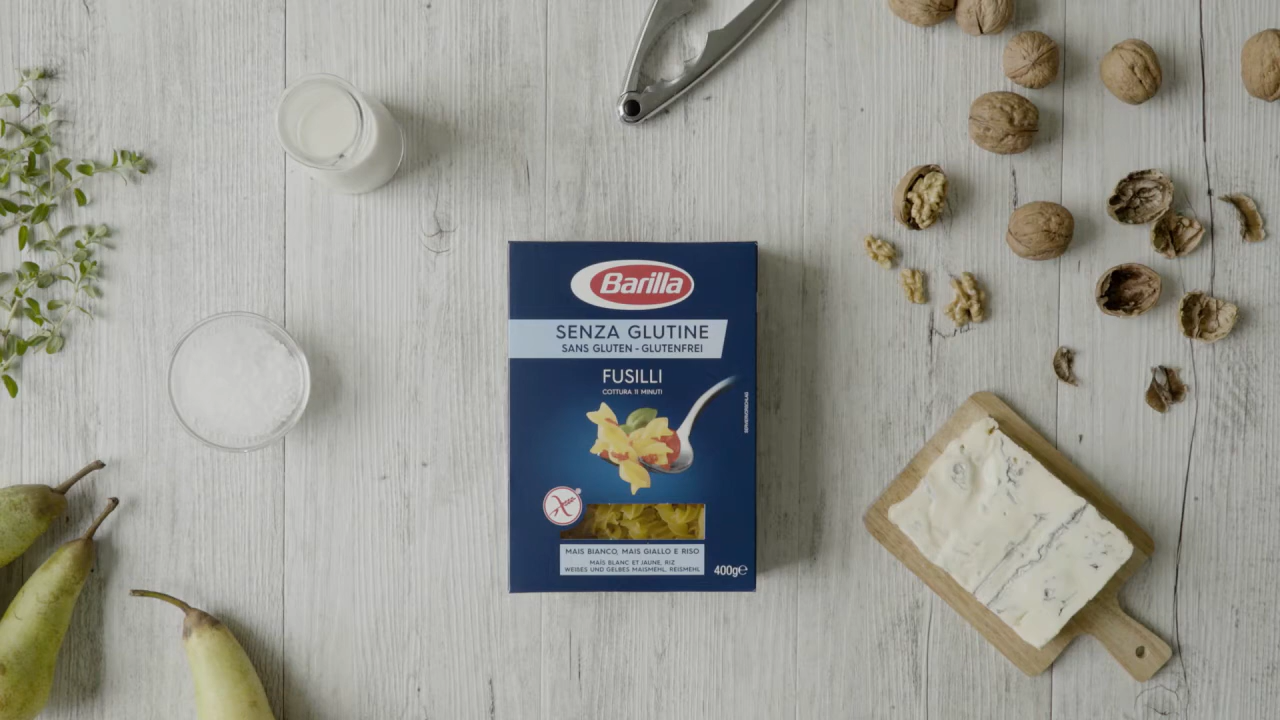 Barilla
SENZA GLUTINE
SANS GLUTEN - GLUTENFREI
FUSILLI
COTTURA 11 MINUTI
SERVIERVORSCHLAG
MAIS BIANCO, MAIS GIALLO E RISO
MAÏS BLANC ET JAUNE, RIZ
WEIßES UND GELBES MAISMEHL, REISMEHL
400g℮